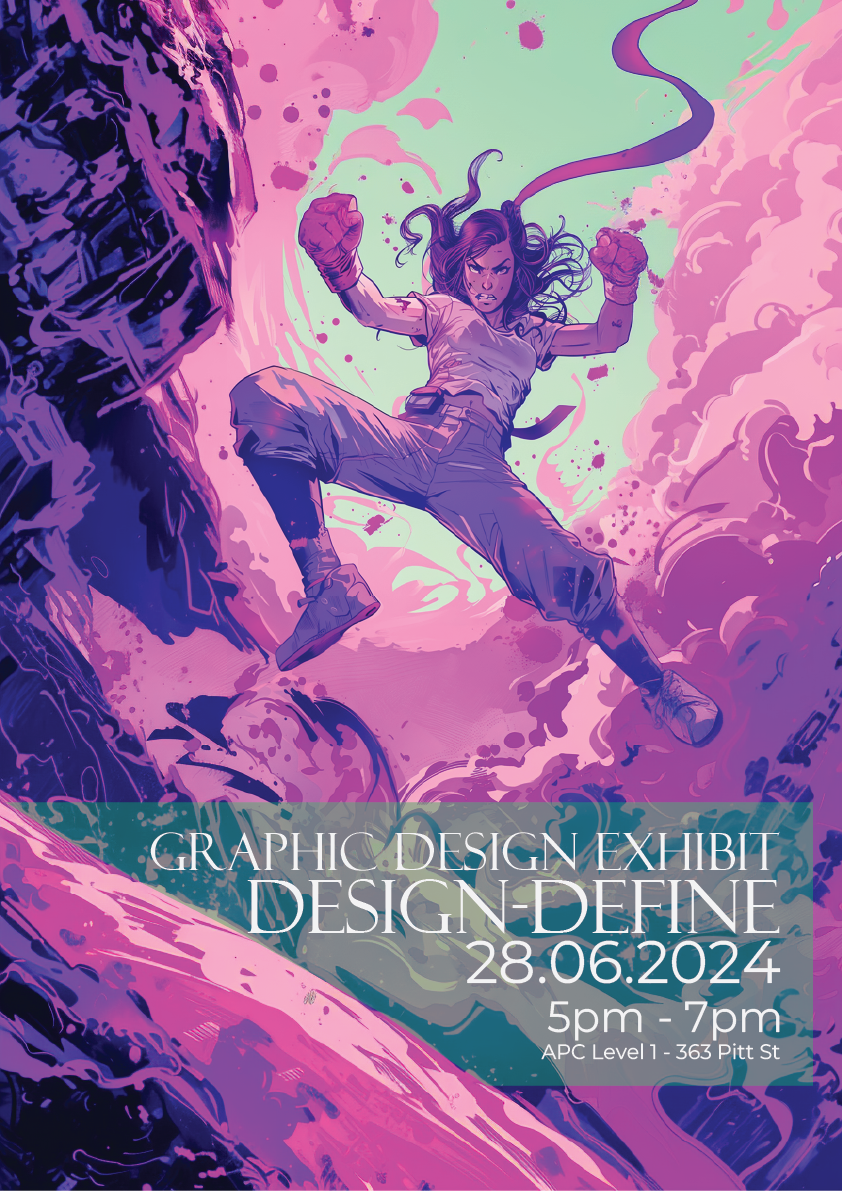 GRAPHIC DESIGN EXHIBIT
DESIGN-DEFINE
28.06.2024
5pm - 7pm
APC Level 1 - 363 Pitt St